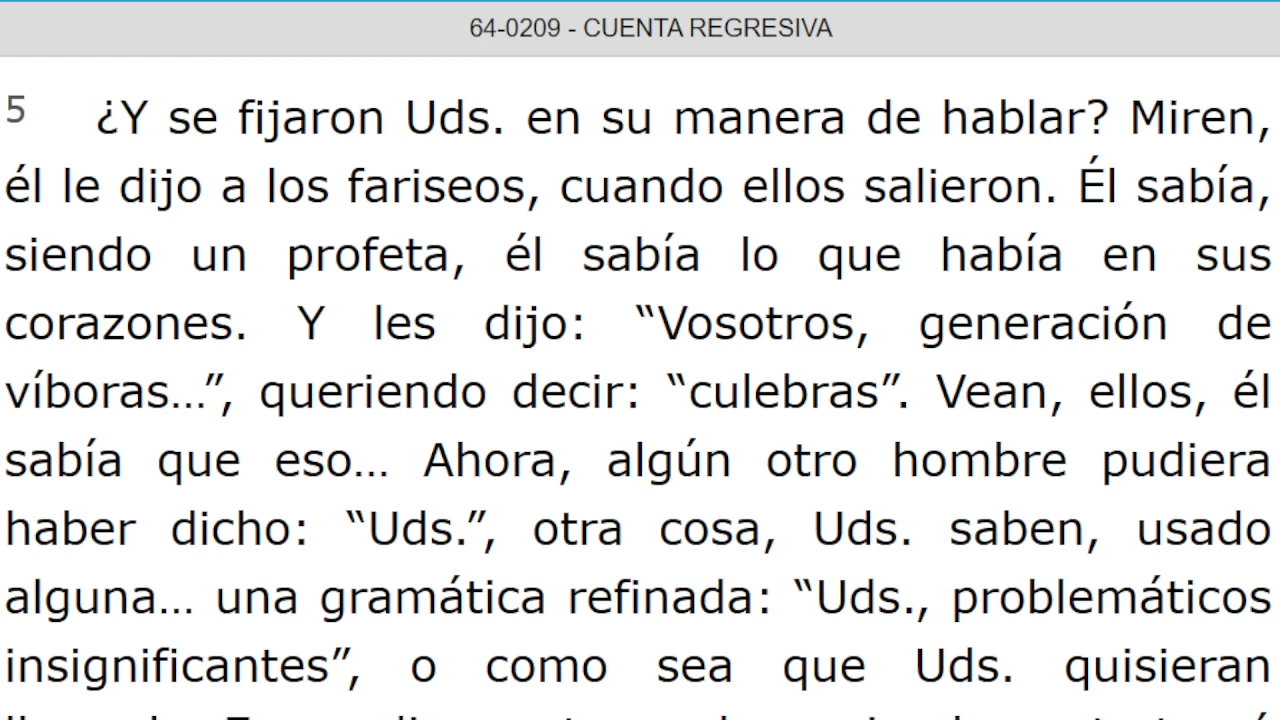 64-0209 - CUENTA REGRESIVA
5 ¿Y se fijaron Uds. en su manera de hablar? Miren,
él le dijo a los fariseos, cuando ellos salieron. Él sabía,
siendo un profeta, él sabía lo que había en sus
corazones. Y les dijo: “Vosotros, generación de
víboras…”, queriendo decir: “culebras”. Vean, ellos, él
sabía que eso… Ahora, algún otro hombre pudiera
haber dicho: “Uds.”, otra cosa, Uds. saben, usado
alguna… una gramática refinada: “Uds., problemáticos
insignificantes”, o como sea que Uds. quisieran